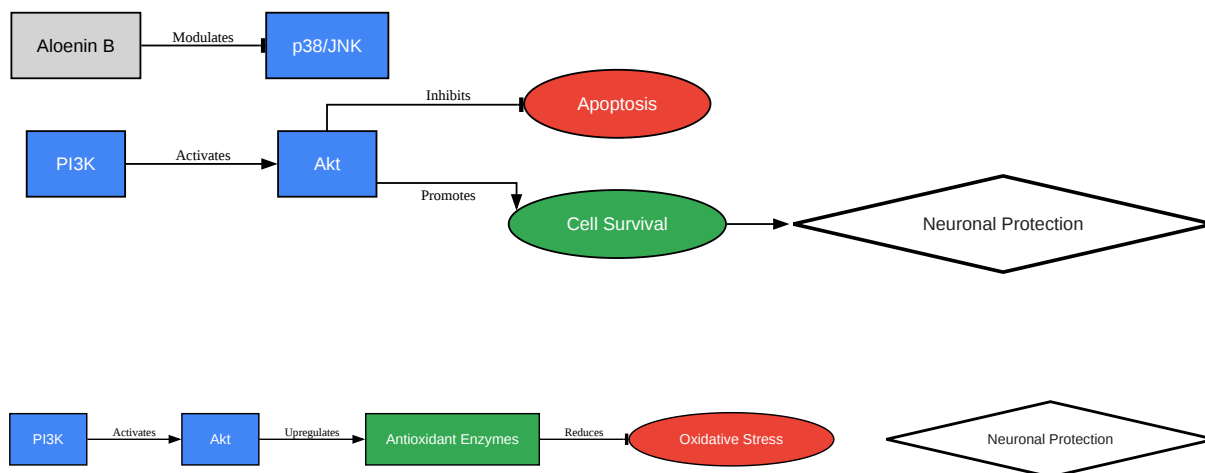 Aloenin B
Modulates
p38/JNK
Inhibits
Apoptosis
PI3K
Activates
Akt
Promotes
Cell Survival
Neuronal Protection
PI3K
Activates
Akt
Upregulates
Antioxidant Enzymes
Reduces
Oxidative Stress
Neuronal Protection